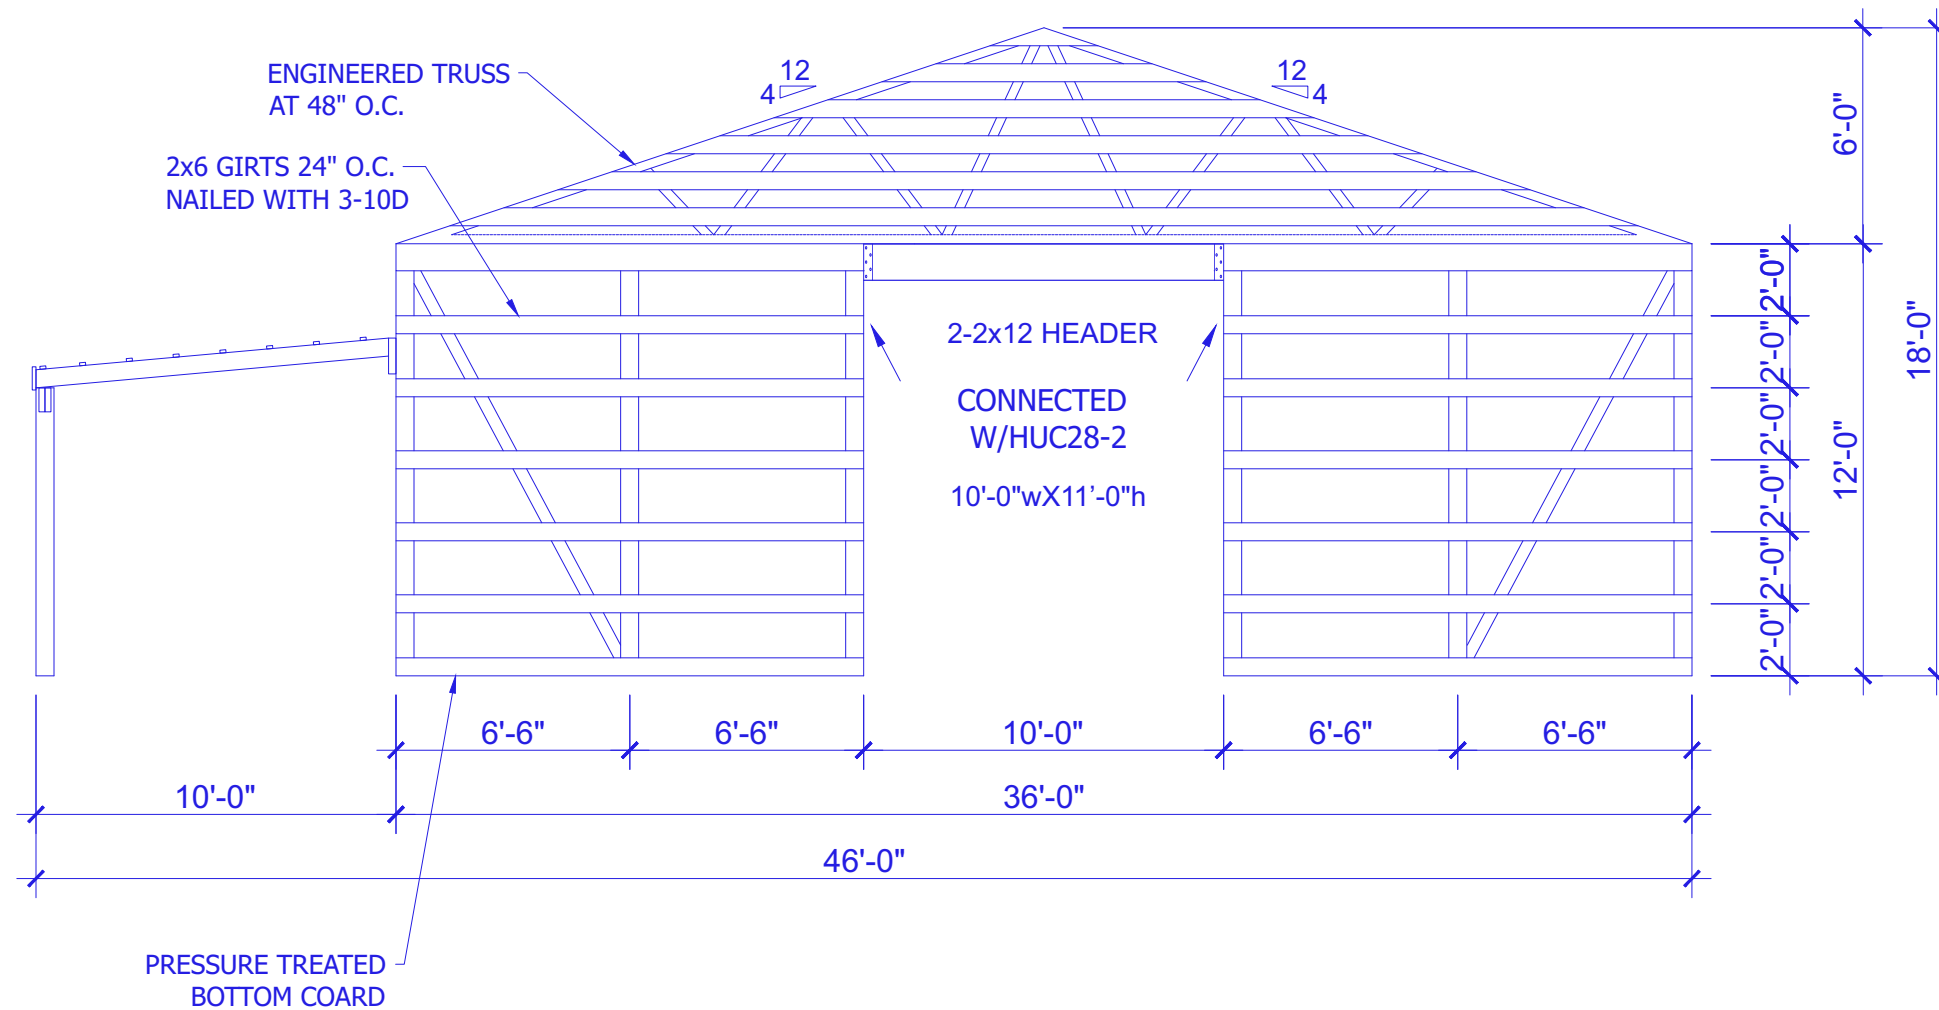 ENGINEERED TRUSS
AT 48" O.C.
12
4
12
4
2x6 GIRTS 24" O.C.
NAILED WITH 3-10D
2-2x12 HEADER
CONNECTED
W/HUC28-2
10'-0"wX11'-0"h
6'-0"
18'-0"
12'-0"
2'-0"
2'-0"
2'-0"
2'-0"
2'-0"
2'-0"
6'-6"
6'-6"
10'-0"
6'-6"
6'-6"
10'-0"
36'-0"
46'-0"
PRESSURE TREATED
BOTTOM COARD